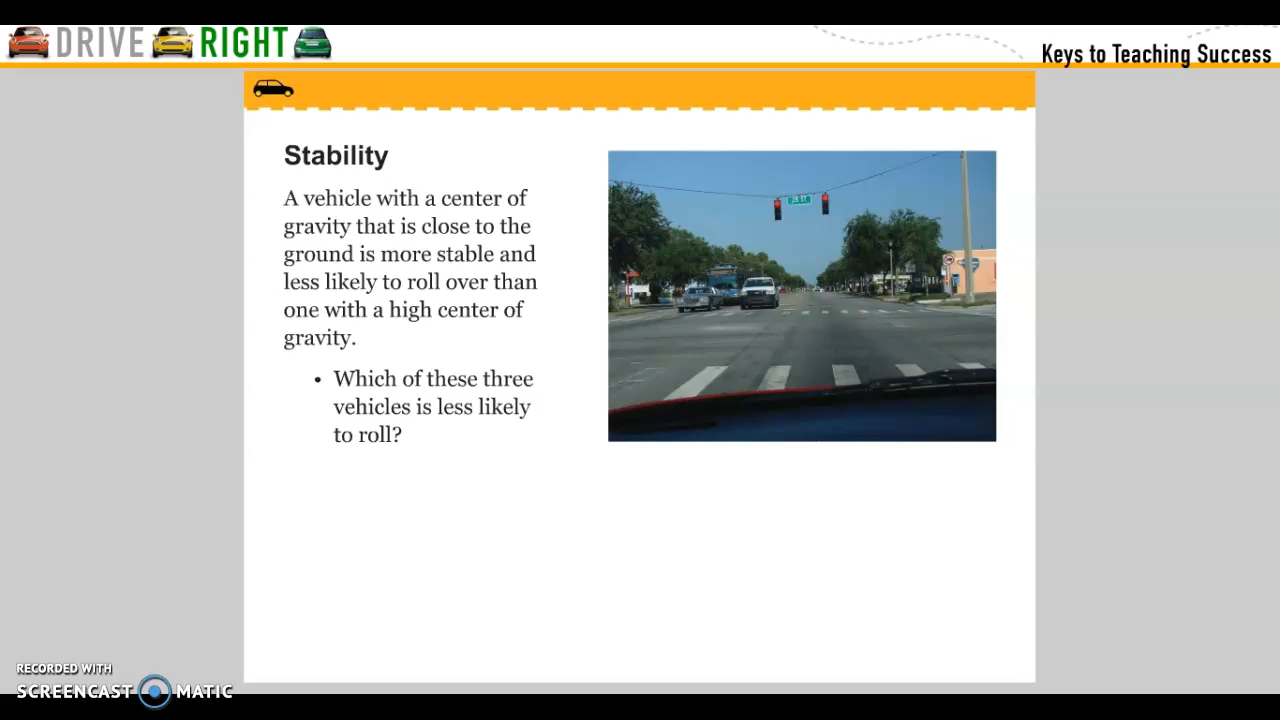 DRIVE RIGHT
Keys to Teaching Success
Stability
A vehicle with a center of
gravity that is close to the
ground is more stable and
less likely to roll over than
one with a high center of
gravity.
• Which of these three
vehicles is less likely
to roll?
RECORDED WITH
SCREENCAST MATIC